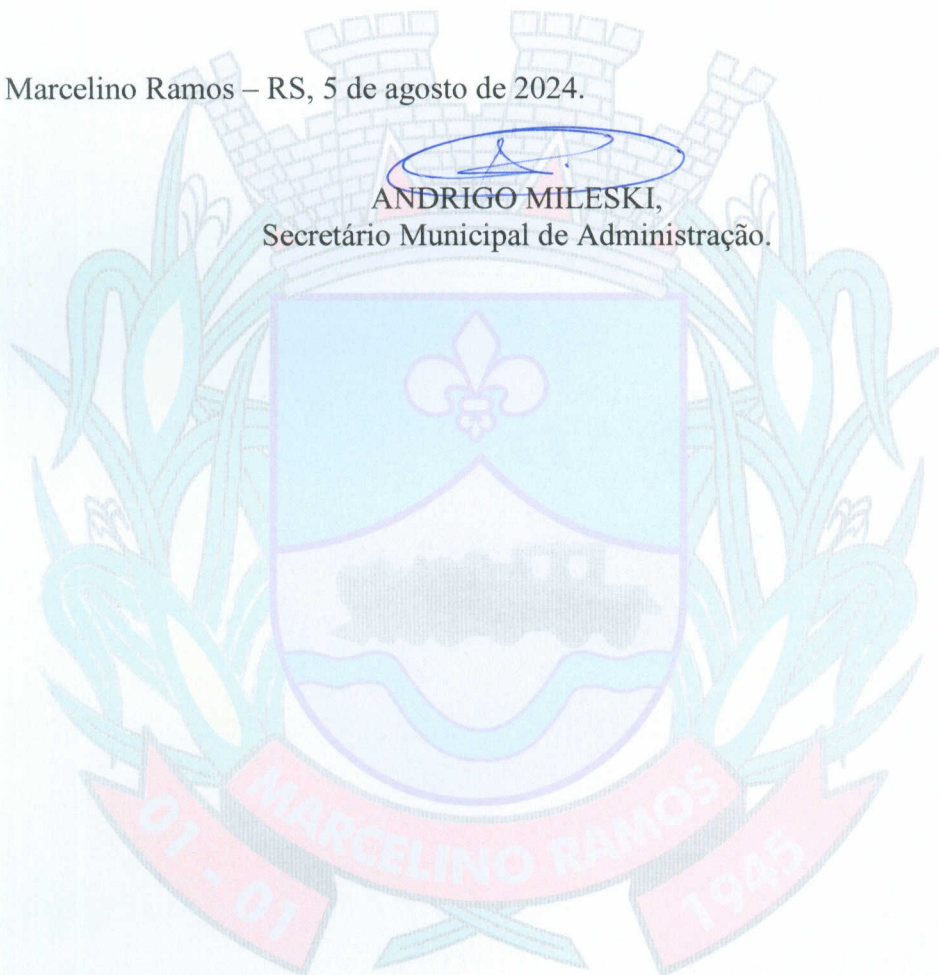 Marcelino Ramos – RS, 5 de agosto de 2024.
ANDRIGO MILESKI,
Secretário Municipal de Administração.
01 - 01
MARCELINO RAMOS
1945